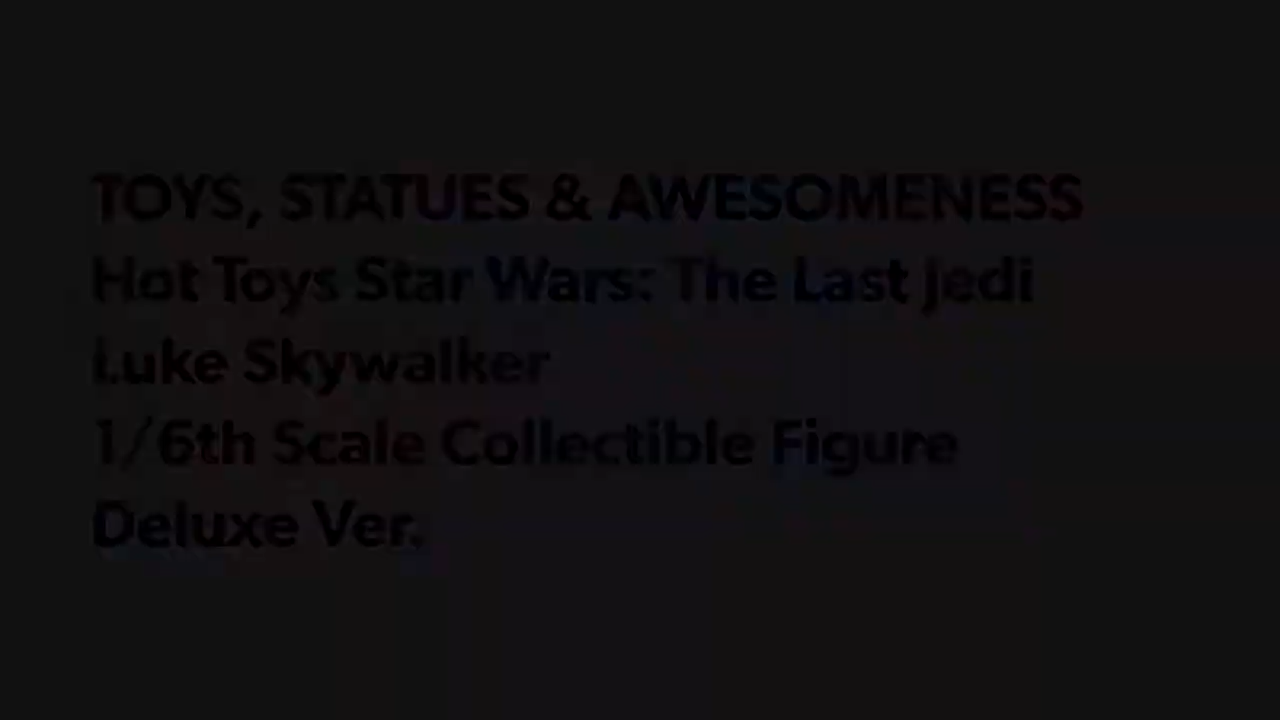 TOYS, STATUES & AWESOMENESS
Hot Toys Star Wars: The Last Jedi
Luke Skywalker
1/6th Scale Collectible Figure
Deluxe Ver.